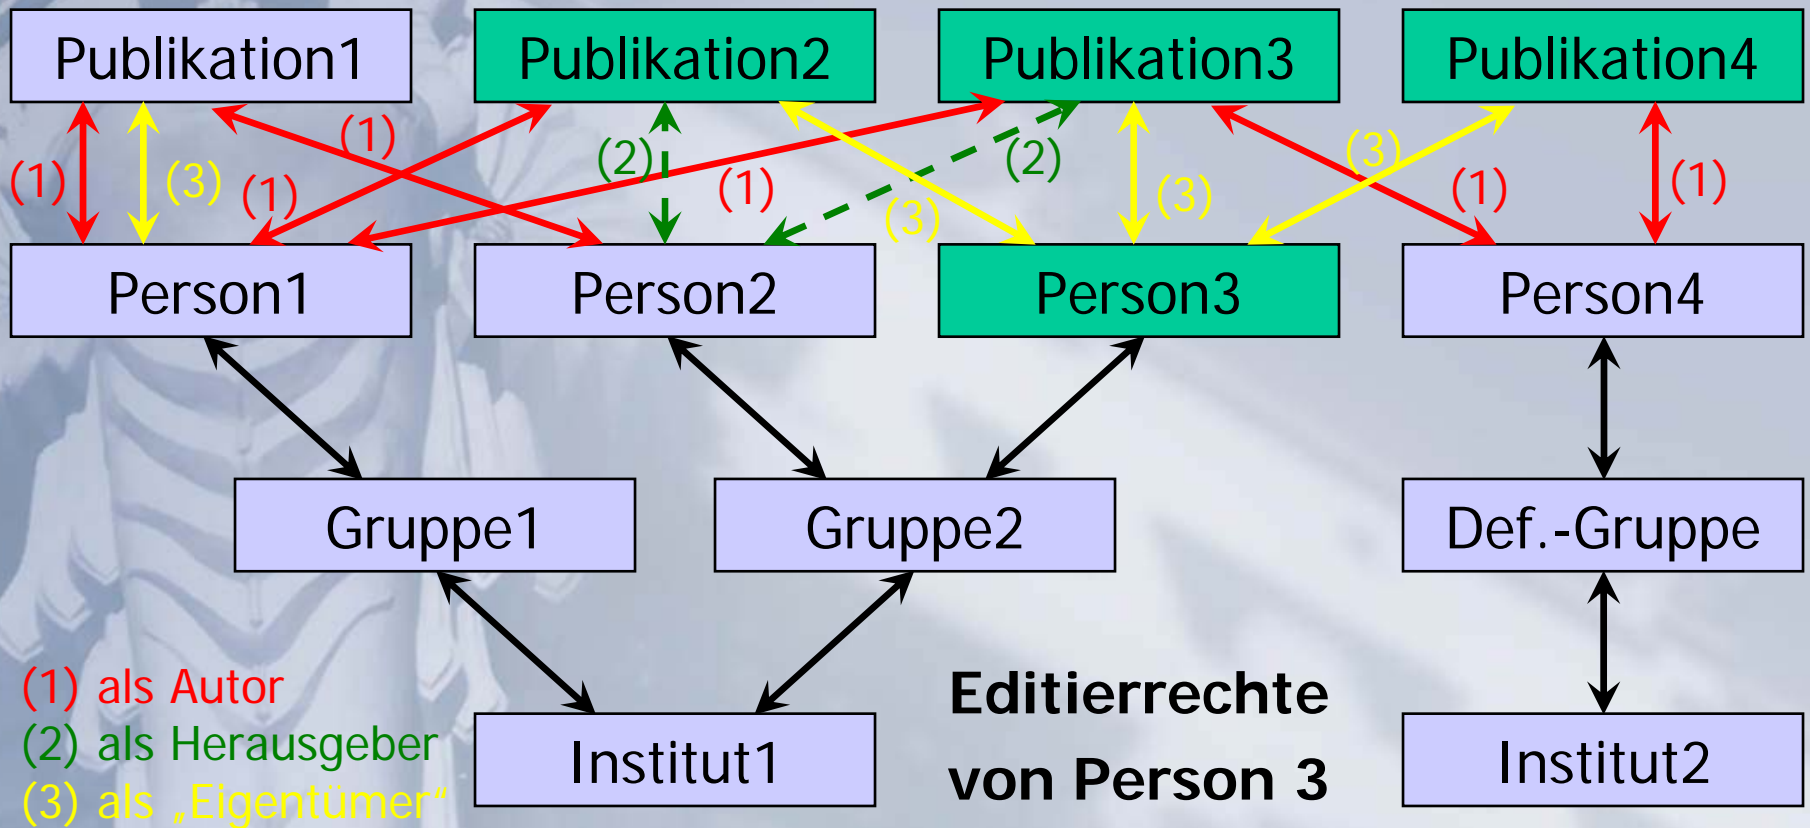 Publikation1
Publikation2
Publikation3
Publikation4
(1)
(3)
(1)
(1)
(2)
(1)
(3)
(2)
(3)
(3)
(1)
(1)
Person1
Person2
Person3
Person4
Gruppe1
Gruppe2
Def.-Gruppe
(1) als Autor
(2) als Herausgeber
(3) als „Eigentümer“
Institut1
Editierrechte
von Person 3
Institut2